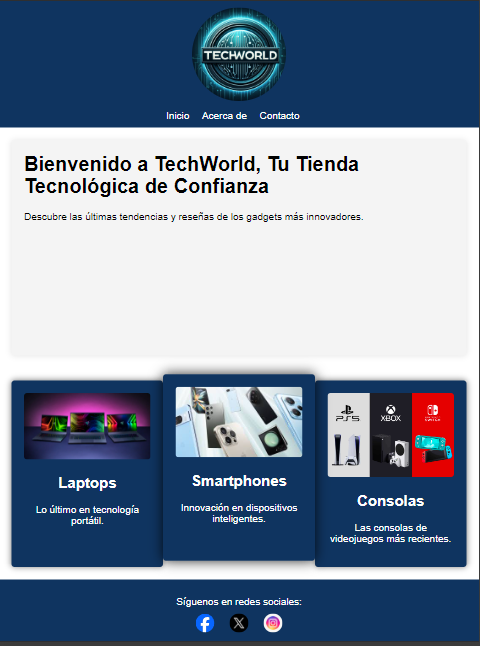 TECHWORLD
Inicio Acerca de Contacto
Bienvenido a TechWorld, Tu Tienda
Tecnológica de Confianza
Descubre las últimas tendencias y reseñas de los gadgets más innovadores.
PS5 XBOX SWITCH
Laptops
Lo último en tecnología
portátil.
Smartphones
Innovación en dispositivos
inteligentes.
Consolas
Las consolas de
videojuegos más recientes.
Síguenos en redes sociales: